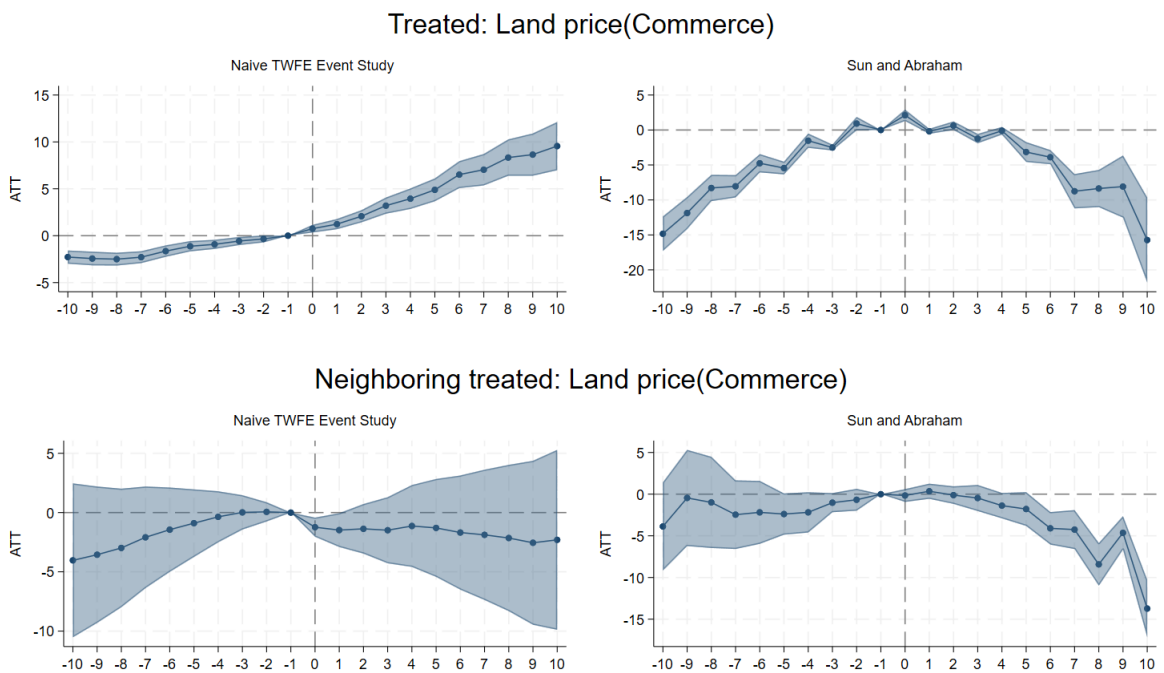 Treated: Land price(Commerce)
Naive TWFE Event Study
Sun and Abraham
15
10
5
0
-5
ATT
-10 -9 -8 -7 -6 -5 -4 -3 -2 -1 0 1 2 3 4 5 6 7 8 9 10
5
0
-5
-10
-15
-20
ATT
-10 -9 -8 -7 -6 -5 -4 -3 -2 -1 0 1 2 3 4 5 6 7 8 9 10
Neighboring treated: Land price(Commerce)
Naive TWFE Event Study
Sun and Abraham
5
0
-5
-10
ATT
-10 -9 -8 -7 -6 -5 -4 -3 -2 -1 0 1 2 3 4 5 6 7 8 9 10
5
0
-5
-10
-15
ATT
-10 -9 -8 -7 -6 -5 -4 -3 -2 -1 0 1 2 3 4 5 6 7 8 9 10